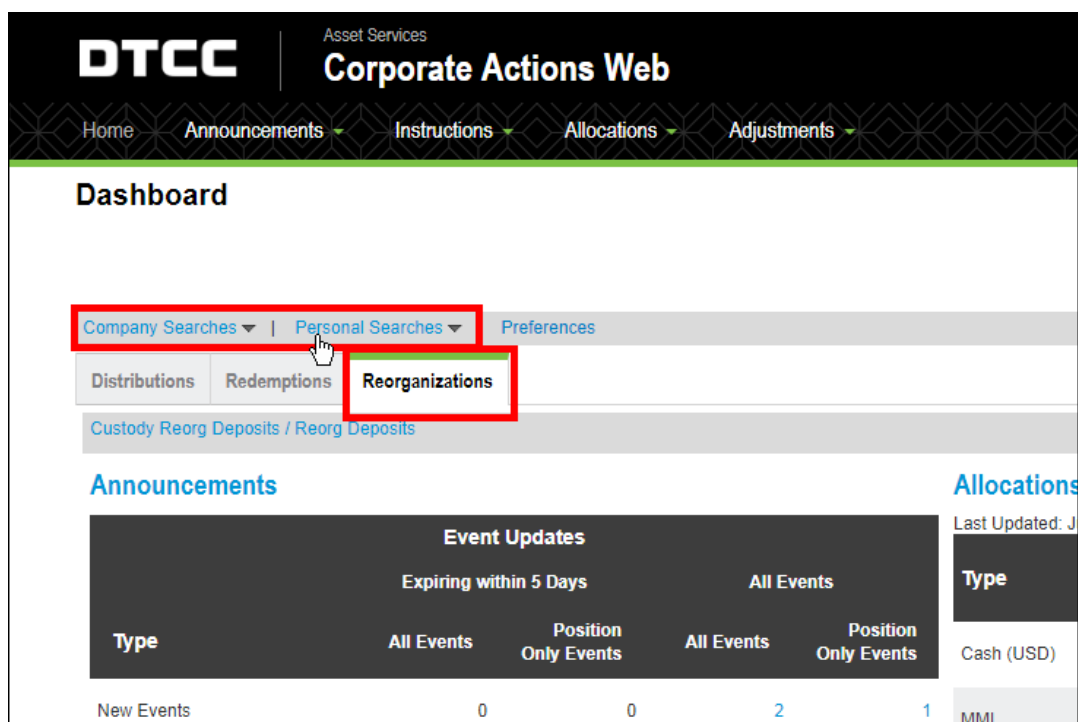 DTCC
Asset Services
Corporate Actions Web
Home Announcements Instructions Allocations Adjustments
Dashboard
Company Searches | Personal Searches Preferences
Distributions Redemptions Reorganizations
Custody Reorg Deposits / Reorg Deposits
Announcements
Event Updates
Expiring within 5 Days All Events
Type All Events Position Only Events All Events Position Only Events
New Events 0 0 2 1
Allocations
Last Updated: J
Type
Cash (USD)
MMI